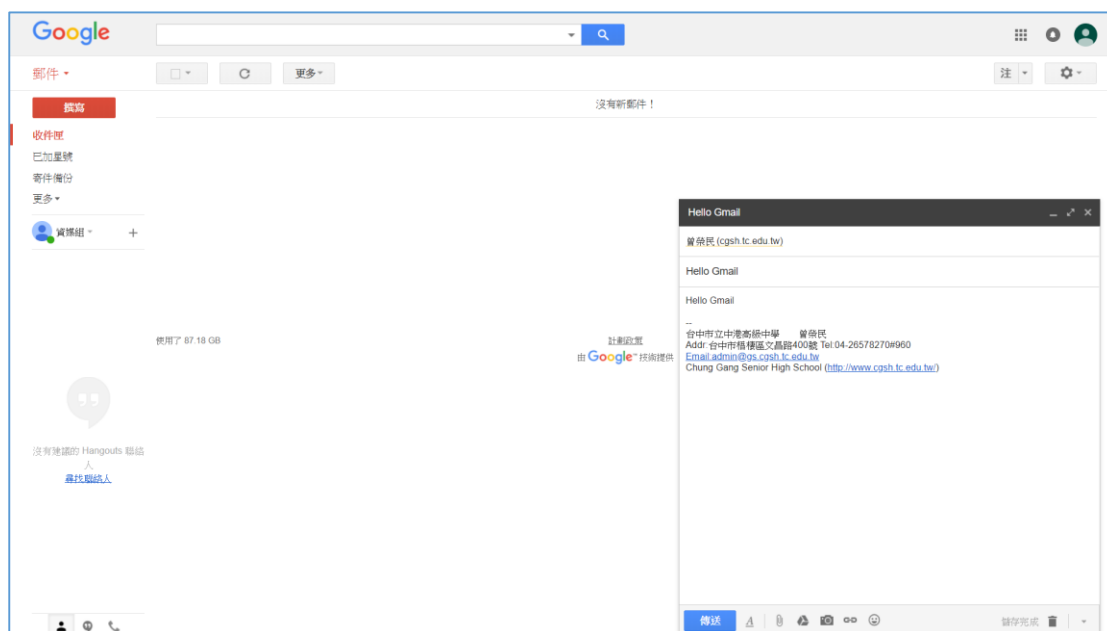 Google
郵件
更多
注
撰寫
沒有新郵件！
收件匣
已加星號
寄件備份
更多
資媒組
+
Hello Gmail
曾榮民 (cgsh.tc.edu.tw)
Hello Gmail
Hello Gmail
--
台中市立中港高級中學 曾榮民
Addr:台中市梧棲區文昌路400號 Tel:04-26578270#960
Email:admin@gs.cgsh.tc.edu.tw
Chung Gang Senior High School (http://www.cgsh.tc.edu.tw/)
使用了 87.18 GB
計劃政策
由 Google™ 技術提供
沒有建議的 Hangouts 聯絡
人
尋找聯絡人
傳送
儲存完成